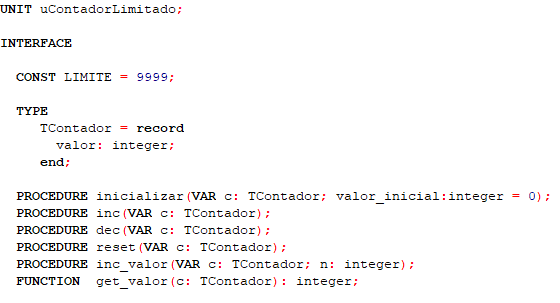 UNIT uContadorLimitado;
INTERFACE
CONST LIMITE = 9999;
TYPE
TContador = record
valor: integer;
end;
PROCEDURE inicializar(VAR c: TContador; valor_inicial:integer = 0);
PROCEDURE inc(VAR c: TContador);
PROCEDURE dec(VAR c: TContador);
PROCEDURE reset(VAR c: TContador);
PROCEDURE inc_valor(VAR c: TContador; n: integer);
FUNCTION  get_valor(c: TContador): integer;